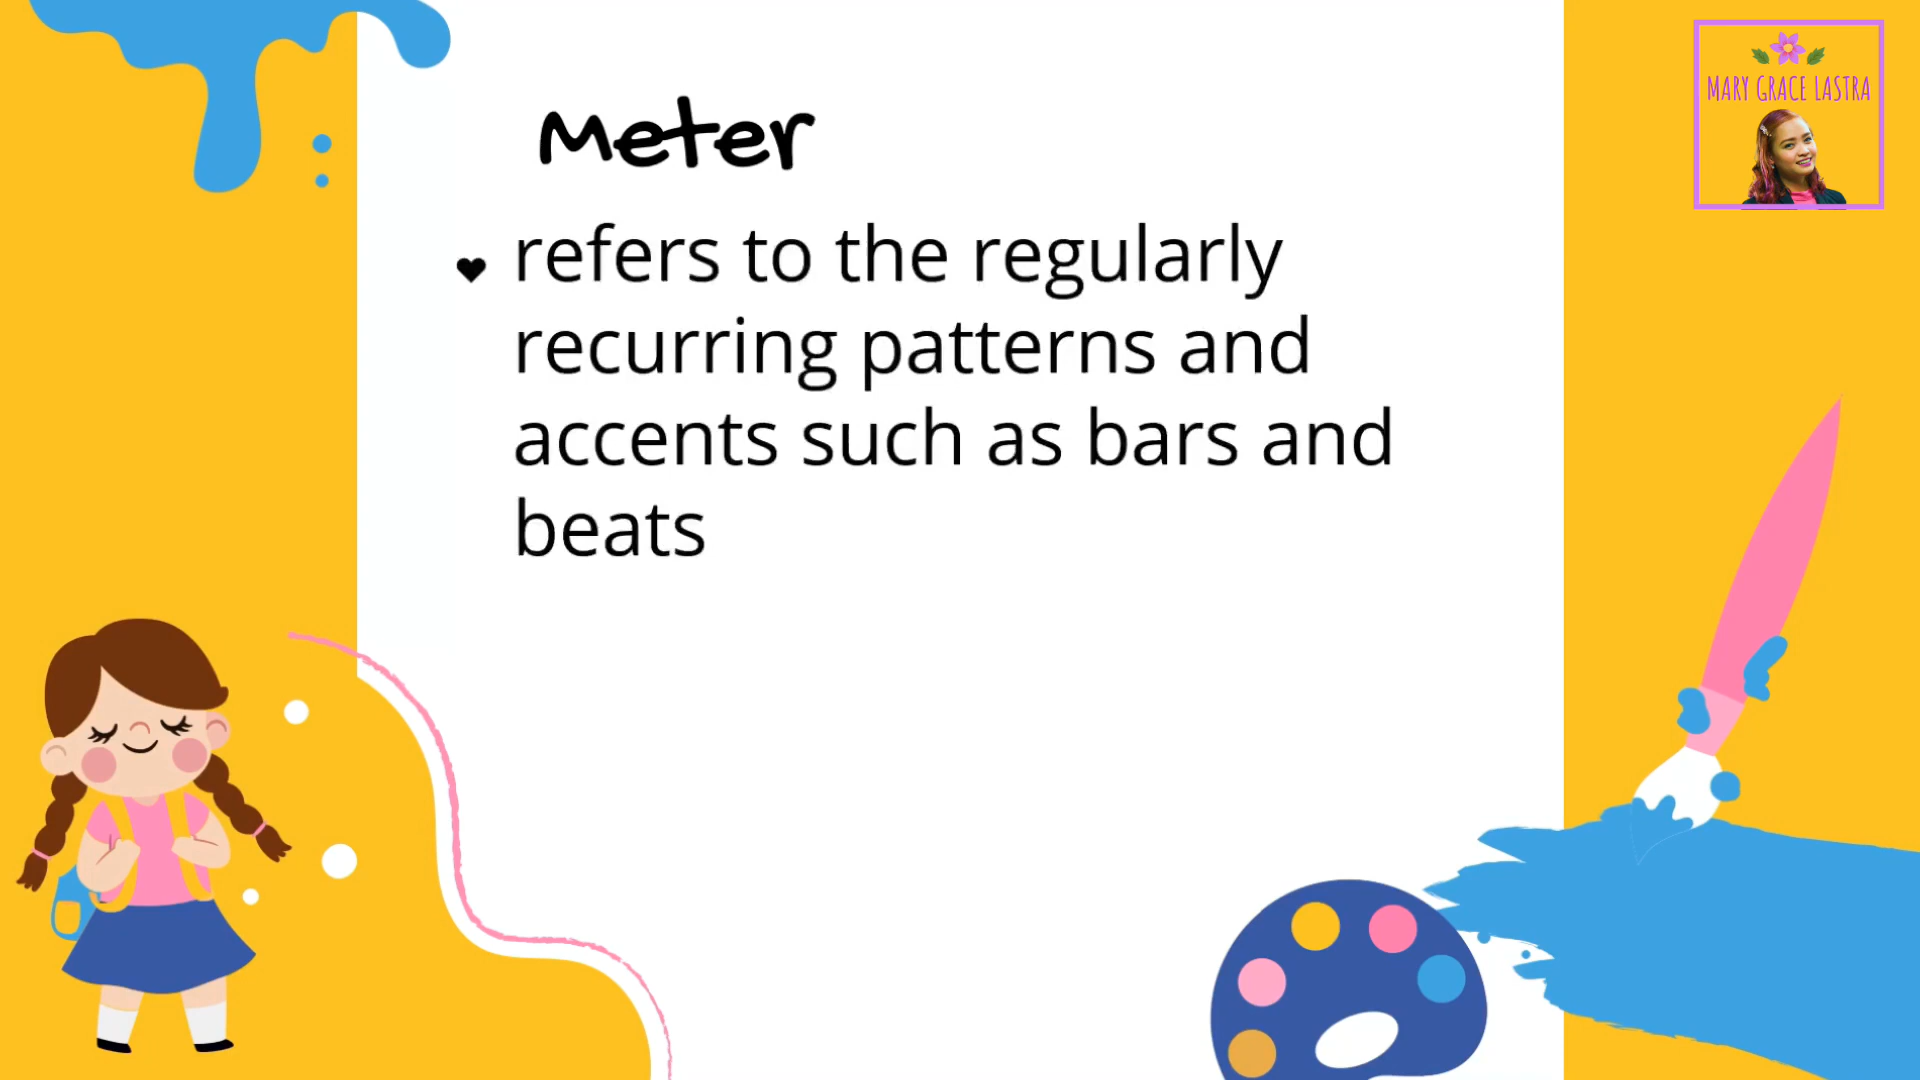 MARY GRACE LASTRA
Meter
refers to the regularly
recurring patterns and
accents such as bars and
beats